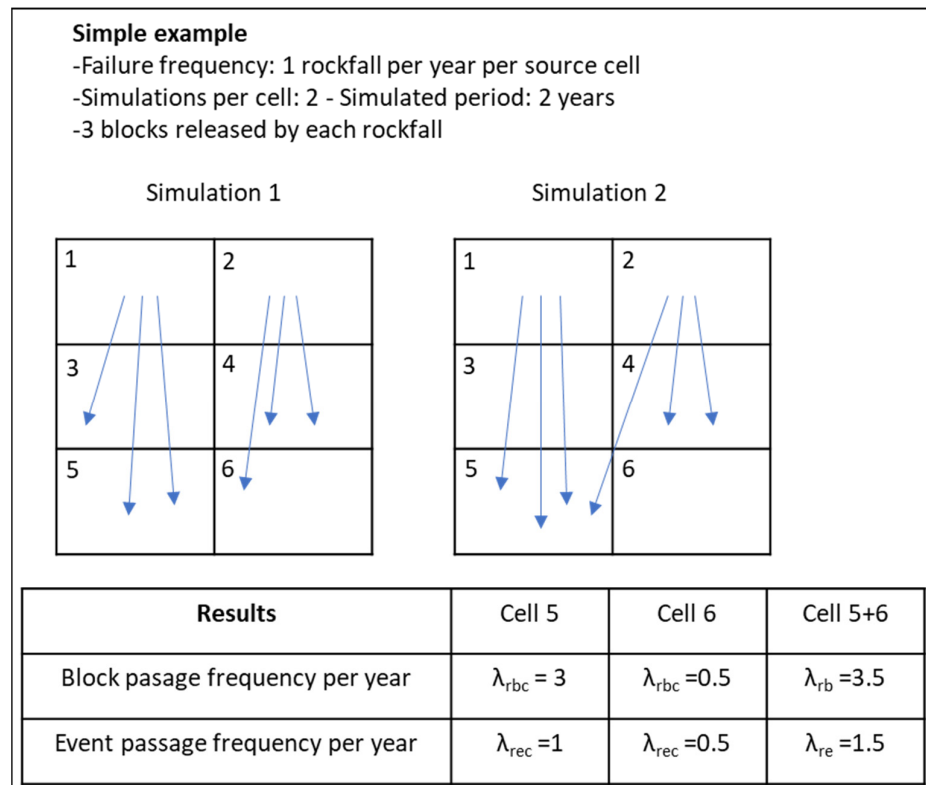 Simple example
-Failure frequency: 1 rockfall per year per source cell
-Simulations per cell: 2 - Simulated period: 2 years
-3 blocks released by each rockfall
Simulation 1
Simulation 2
1 2
3 4
5 6
1 2
3 4
5 6
Results Cell 5 Cell 6 Cell 5+6
Block pasage frequency per year λrbc = 3 λrbc =0.5 λrb =3.5
Event passage frequency per year λrec =1 λrec =0.5 λre =1.5